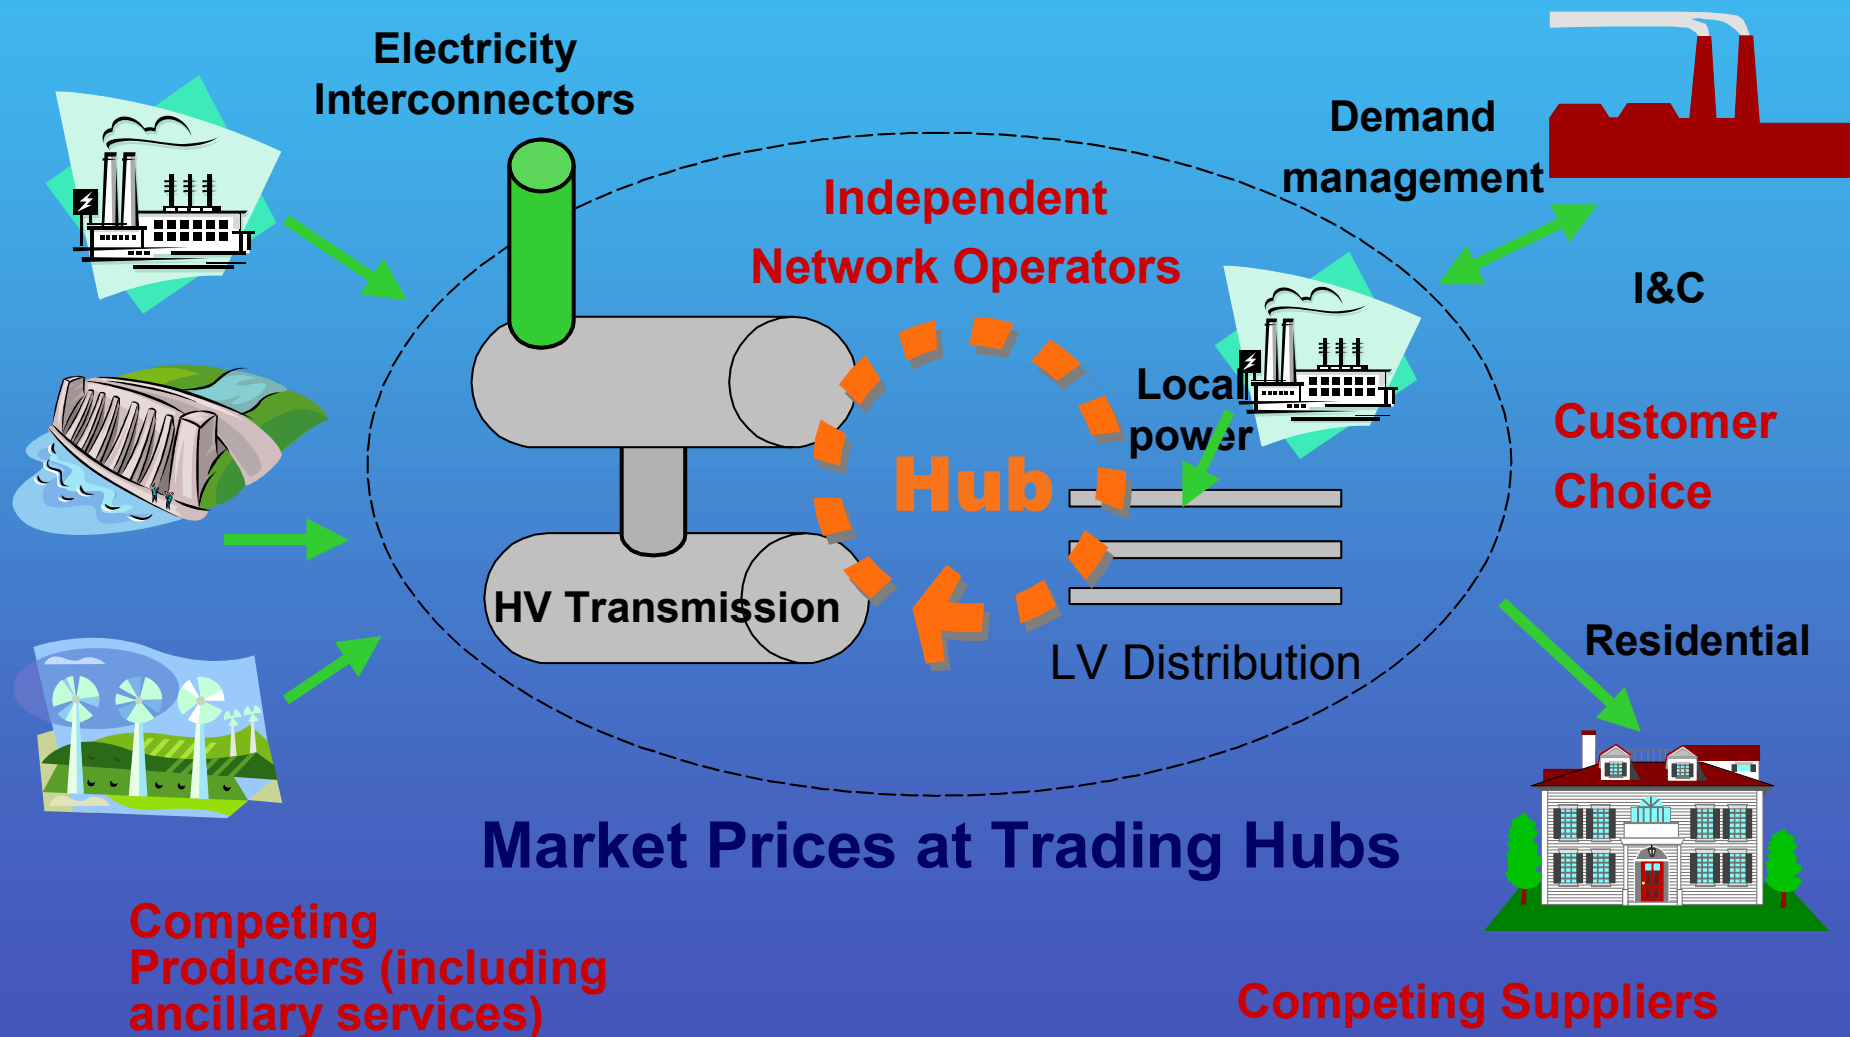 Electricity
Interconnectors
Demand
management
Independent
Network Operators
I&C
Local
power
Customer
Choice
Hub
HV Transmission
LV Distribution
Residential
Market Prices at Trading Hubs
Competing
Producers (including
ancillary services)
Competing Suppliers